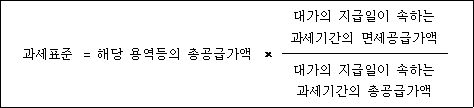 대가의 지급일이 속하는
과세기간의 면세공급가액
과세표준 = 해당 용역등의 총공급가액 ×
대가의 지급일이 속하는
과세기간의 총공급가액